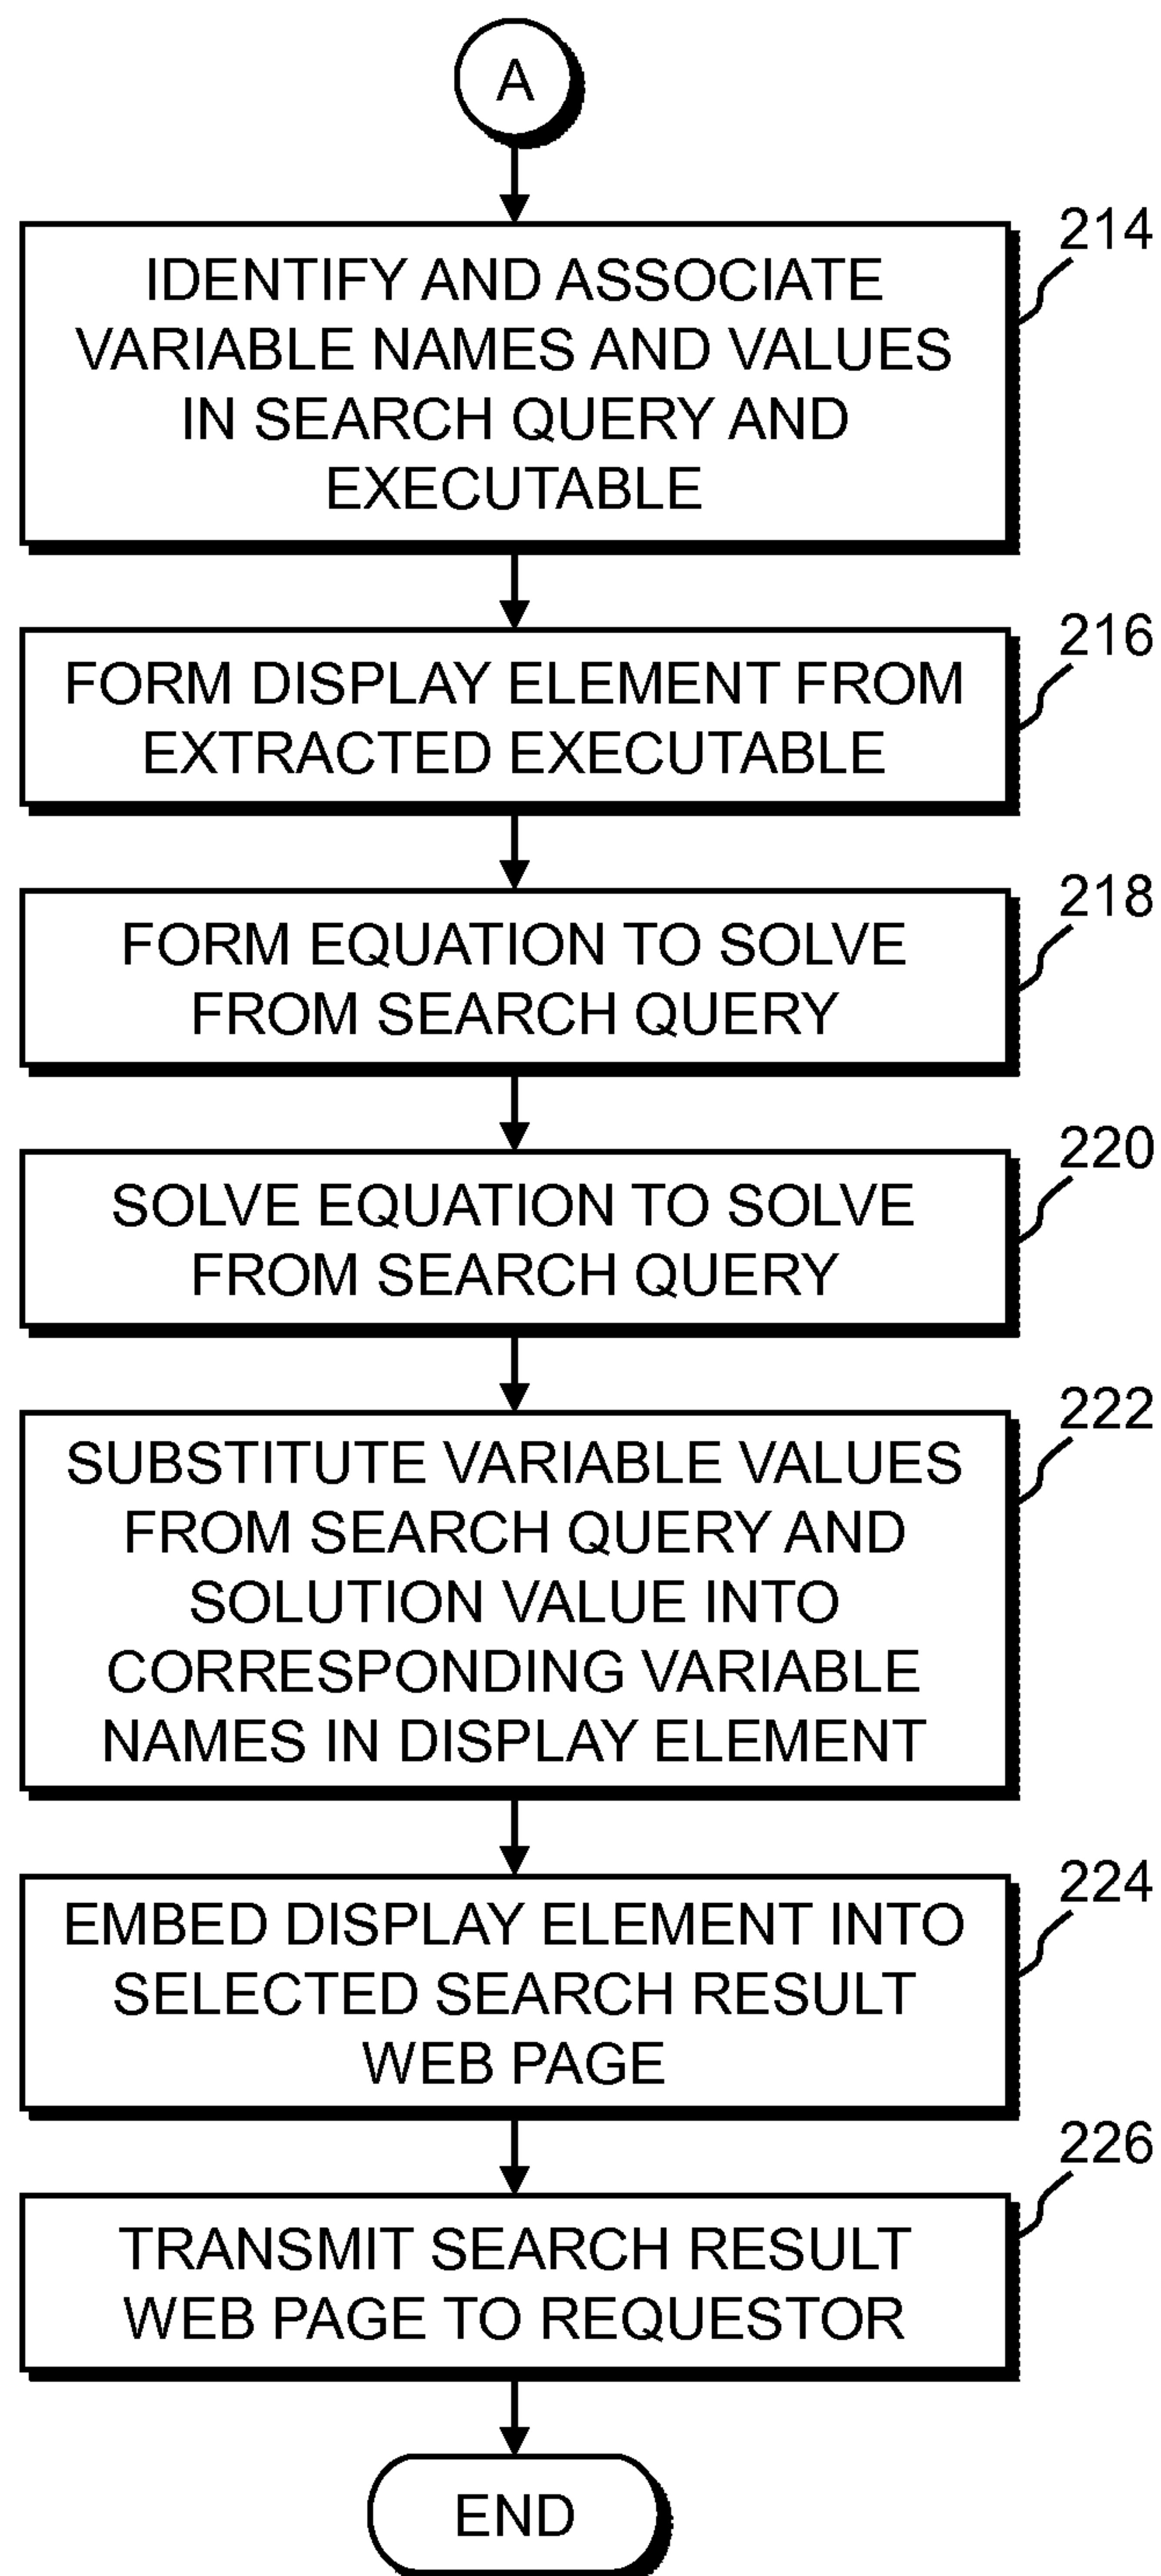 A
214
IDENTIFY AND ASSOCIATE
VARIABLE NAMES AND VALUES
IN SEARCH QUERY AND
EXECUTABLE
216
FORM DISPLAY ELEMENT FROM
EXTRACTED EXECUTABLE
218
FORM EQUATION TO SOLVE
FROM SEARCH QUERY
220
SOLVE EQUATION TO SOLVE
FROM SEARCH QUERY
222
SUBSTITUTE VARIABLE VALUES
FROM SEARCH QUERY AND
SOLUTION VALUE INTO
CORRESPONDING VARIABLE
NAMES IN DISPLAY ELEMENT
224
EMBED DISPLAY ELEMENT INTO
SELECTED SEARCH RESULT
WEB PAGE
226
TRANSMIT SEARCH RESULT
WEB PAGE TO REQUESTOR
END